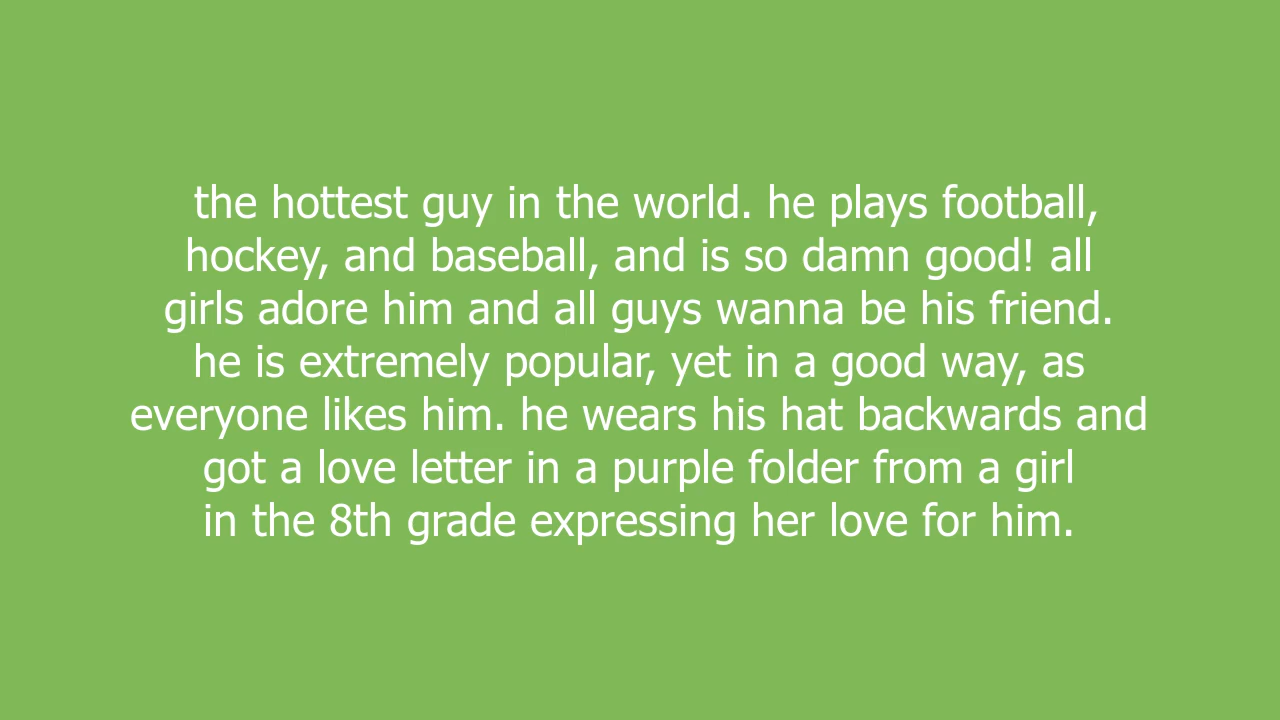 the hottest guy in the world. he plays football,
hockey, and baseball, and is so damn good! all
girls adore him and all guys wanna be his friend.
he is extremely popular, yet in a good way, as
everyone likes him. he wears his hat backwards and
got a love letter in a purple folder from a girl
in the 8th grade expressing her love for him.